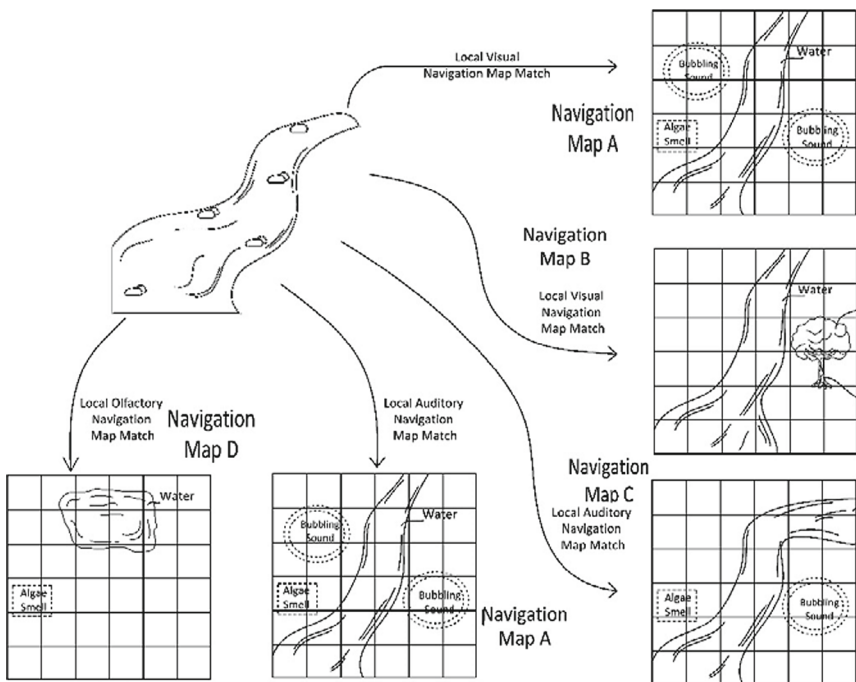 Local Visual
Navigation Map Match
Navigation
Map A
Water
Bubbling
Sound
Algae
Smell
Bubbling
Sound
Navigation
Map B
Local Visual
Navigation
Map Match
Water
Local Olfactory
Navigation
Map Match
Navigation
Map D
Local Auditory
Navigation
Map Match
Navigation
Map C
Local Auditory
Navigation
Map Match
Water
Algae
Smell
Bubbling
Sound
Water
Algae
Smell
Bubbling
Sound
Navigation
Map A
Algae
Smell
Bubbling
Sound